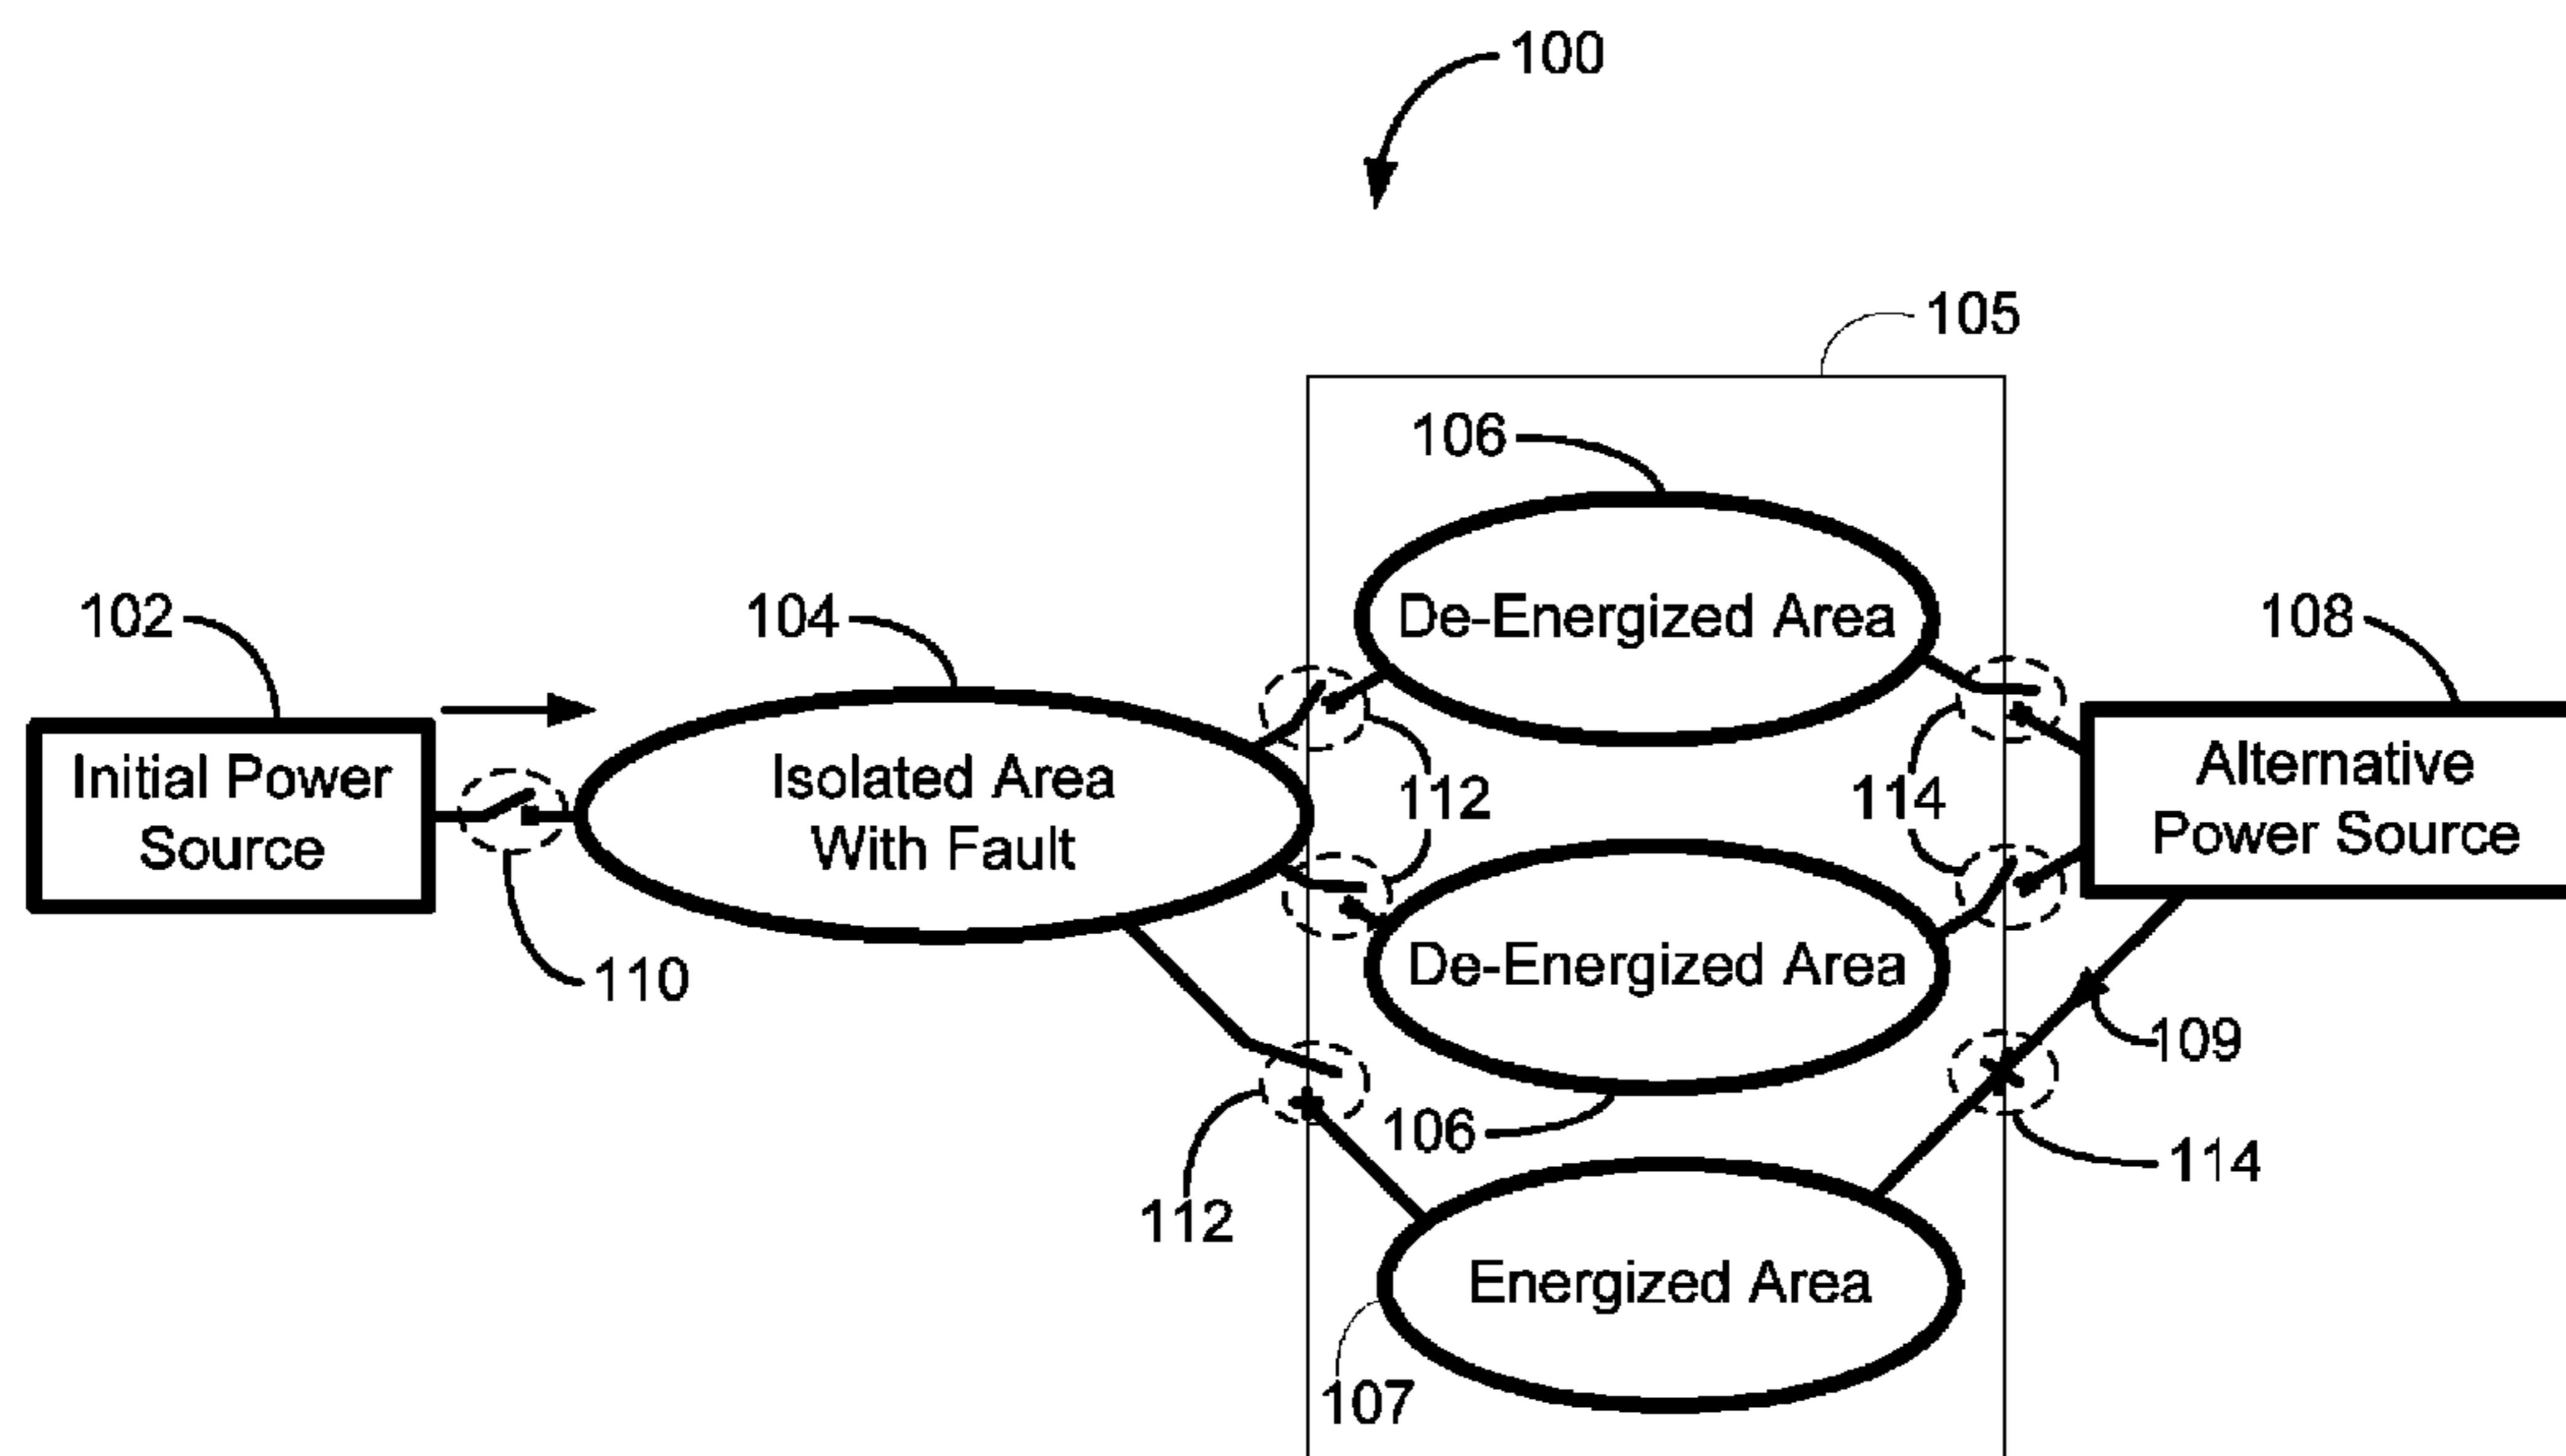 100
105
106
102
104
De-Energized Area
108
Initial Power
Source
Isolated Area
With Fault
112
114
Alternative
Power Source
110
De-Energized Area
109
106
114
112
Energized Area
107